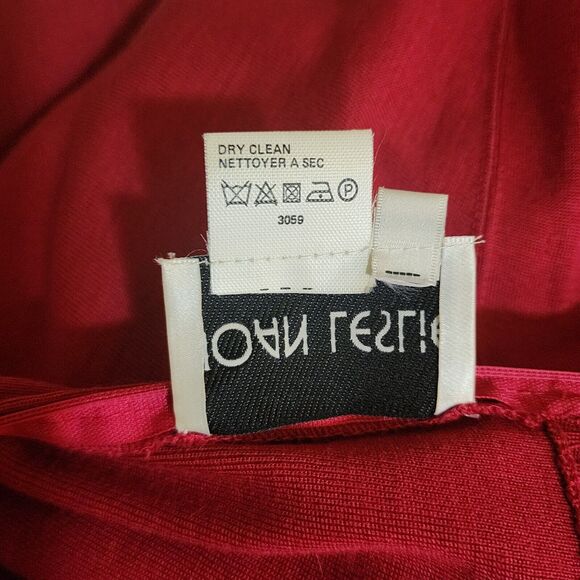 DRY CLEAN
NETTOYER A SEC
P
3059
JOAN LESLiE